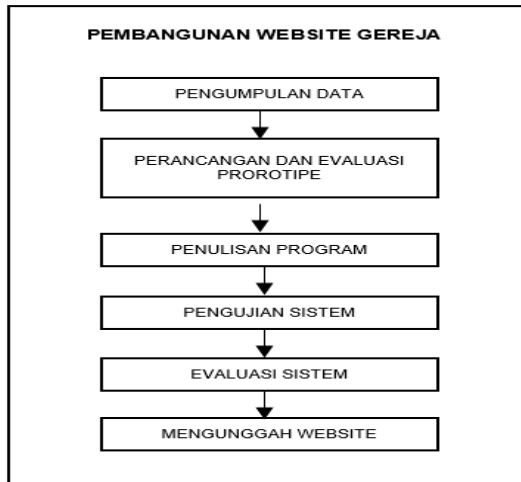 PEMBANGUNAN WEBSITE GEREJA
PENGUMPULAN DATA
PERANCANGAN DAN EVALUASI
PROROTIPE
PENULISAN PROGRAM
PENGUJIAN SISTEM
EVALUASI SISTEM
MENGUNGGAH WEBSITE